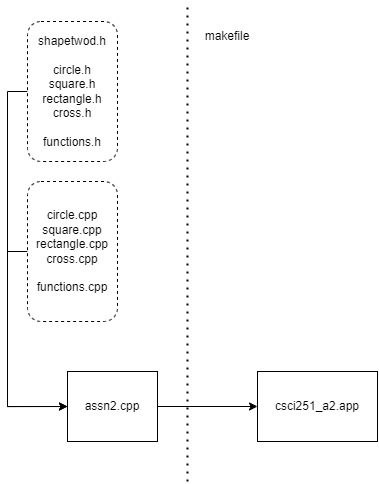 shapetwod.h
circle.h
square.h
rectangle.h
cross.h
functions.h
makefile
circle.cpp
square.cpp
rectangle.cpp
cross.cpp
functions.cpp
assn2.cpp
csci251_a2.app